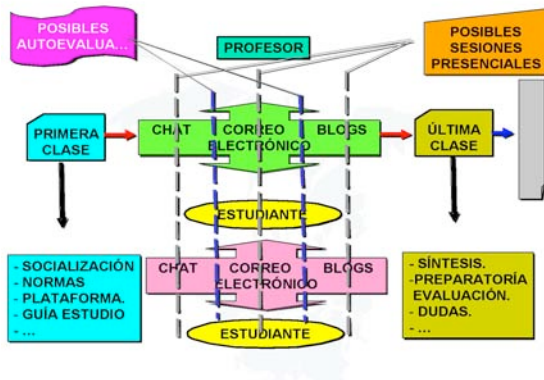 POSIBLES
AUTOEVALUA...
PROFESOR
POSIBLES
SESIONES
PRESENCIALES
PRIMERA
CLASE
CHAT CORREO BLOGS
ELECTRÓNICO
ÚLTIMA
CLASE
ESTUDIANTE
- SOCIALIZACIÓN
- NORMAS
- PLATAFORMA.
- GUÍA ESTUDIO
- ...
CHAT CORREO BLOGS
ELECTRÓNICO
ESTUDIANTE
- SÍNTESIS.
-PREPARATORÍA
EVALUACIÓN.
- DUDAS.
- ...